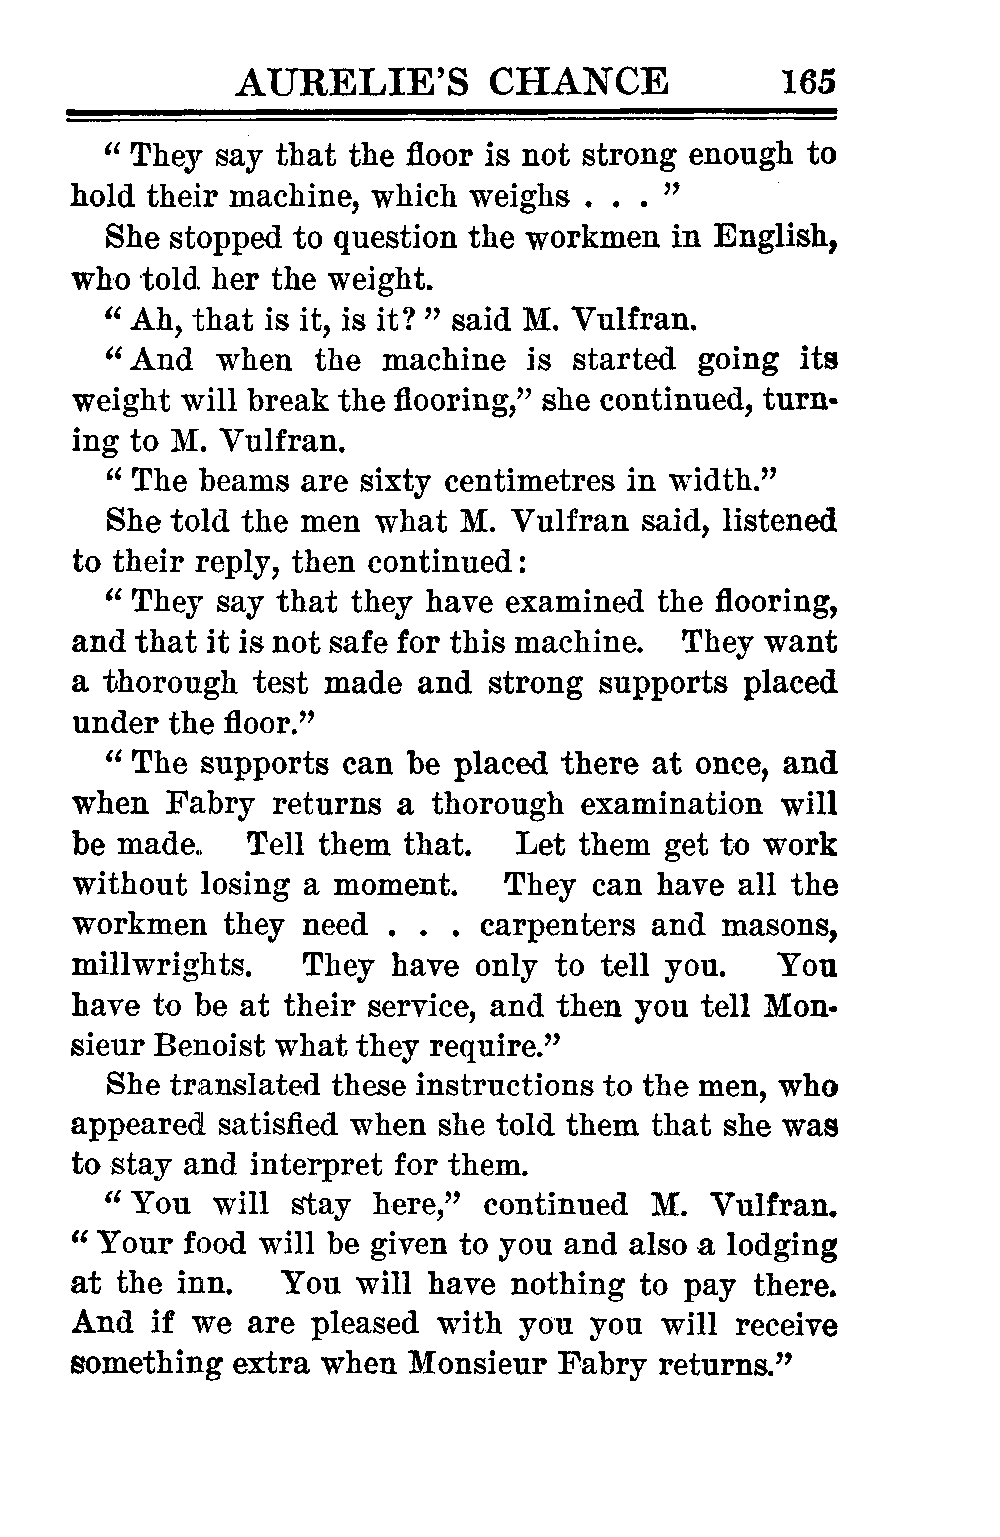 AURELIE'S CHANCE 165
“ They say that the floor is not strong enough to
hold their machine, which weighs . . . ”
She stopped to question the workmen in English,
who told her the weight.
“ Ah, that is it, is it? ” said M. Vulfran.
“ And when the machine is started going its
weight will break the flooring,” she continued, turn-
ing to M. Vulfran.
“ The beams are sixty centimetres in width.”
She told the men what M. Vulfran said, listened
to their reply, then continued:
“ They say that they have examined the flooring,
and that it is not safe for this machine. They want
a thorough test made and strong supports placed
under the floor.”
“ The supports can be placed there at once, and
when Fabry returns a thorough examination will
be made. Tell them that. Let them get to work
without losing a moment. They can have all the
workmen they need . . . carpenters and masons,
millwrights. They have only to tell you. You
have to be at their service, and then you tell Mon-
sieur Benoist what they require.”
She translated these instructions to the men, who
appeared satisfied when she told them that she was
to stay and interpret for them.
“ You will stay here,” continued M. Vulfran.
“ Your food will be given to you and also a lodging
at the inn. You will have nothing to pay there.
And if we are pleased with you you will receive
something extra when Monsieur Fabry returns.”